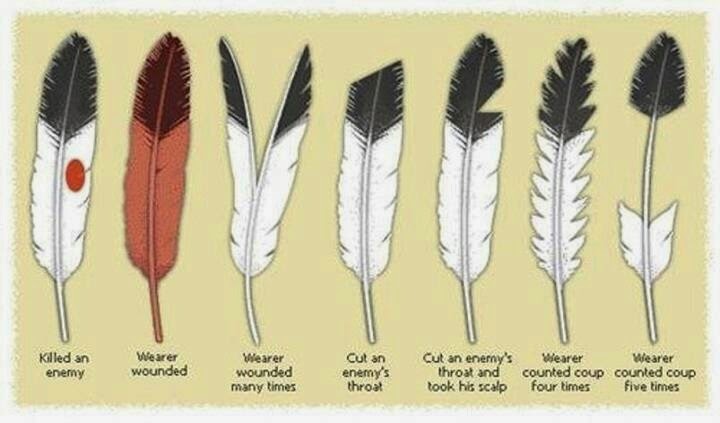 Killed an
enemy
Wearer
wounded
Wearer
wounded
many times
Cut an
enemy's
throat
Cut an enemy's
throat and
took his scalp
Wearer
counted coup
four times
Wearer
counted coup
five times